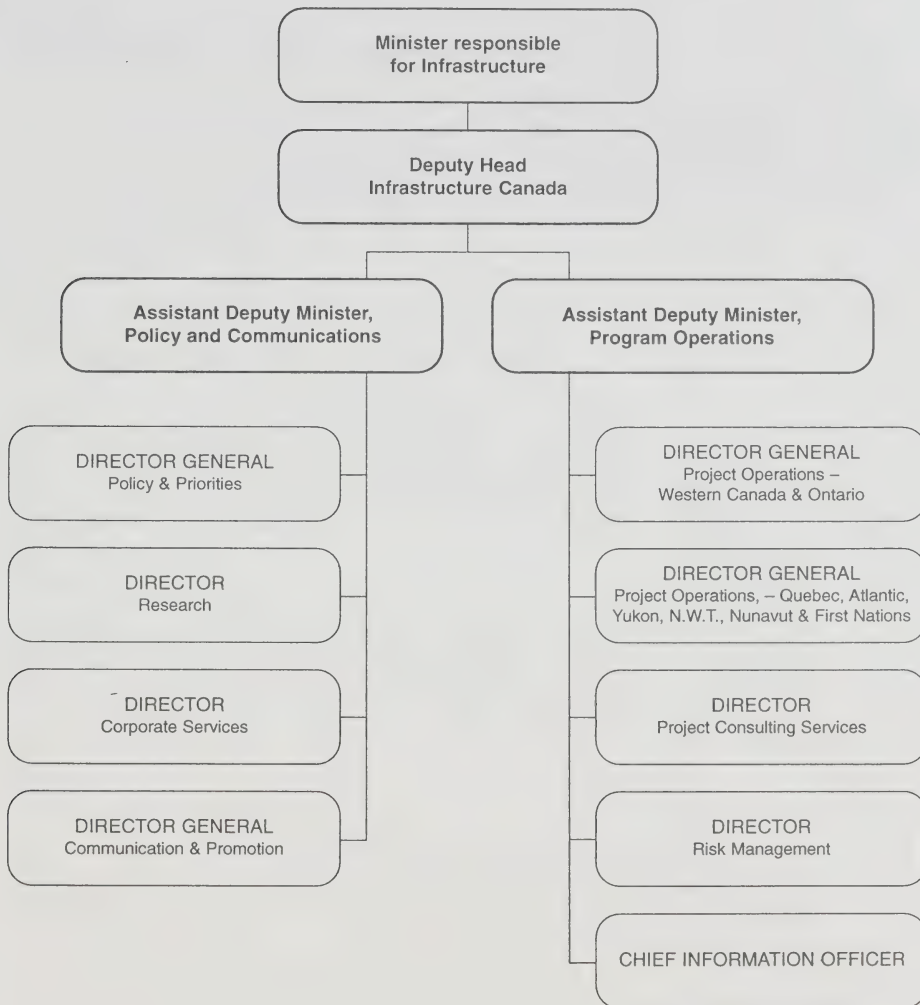 Minister responsible
for Infrastructure
Deputy Head
Infrastructure Canada
Assistant Deputy Minister,
Policy and Communications
Assistant Deputy Minister,
Program Operations
DIRECTOR GENERAL
Policy & Priorities
DIRECTOR
Research
DIRECTOR
Corporate Services
DIRECTOR GENERAL
Communication & Promotion
DIRECTOR GENERAL
Project Operations –
Western Canada & Ontario
DIRECTOR GENERAL
Project Operations, – Quebec, Atlantic,
Yukon, N.W.T., Nunavut & First Nations
DIRECTOR
Project Consulting Services
DIRECTOR
Risk Management
CHIEF INFORMATION OFFICER